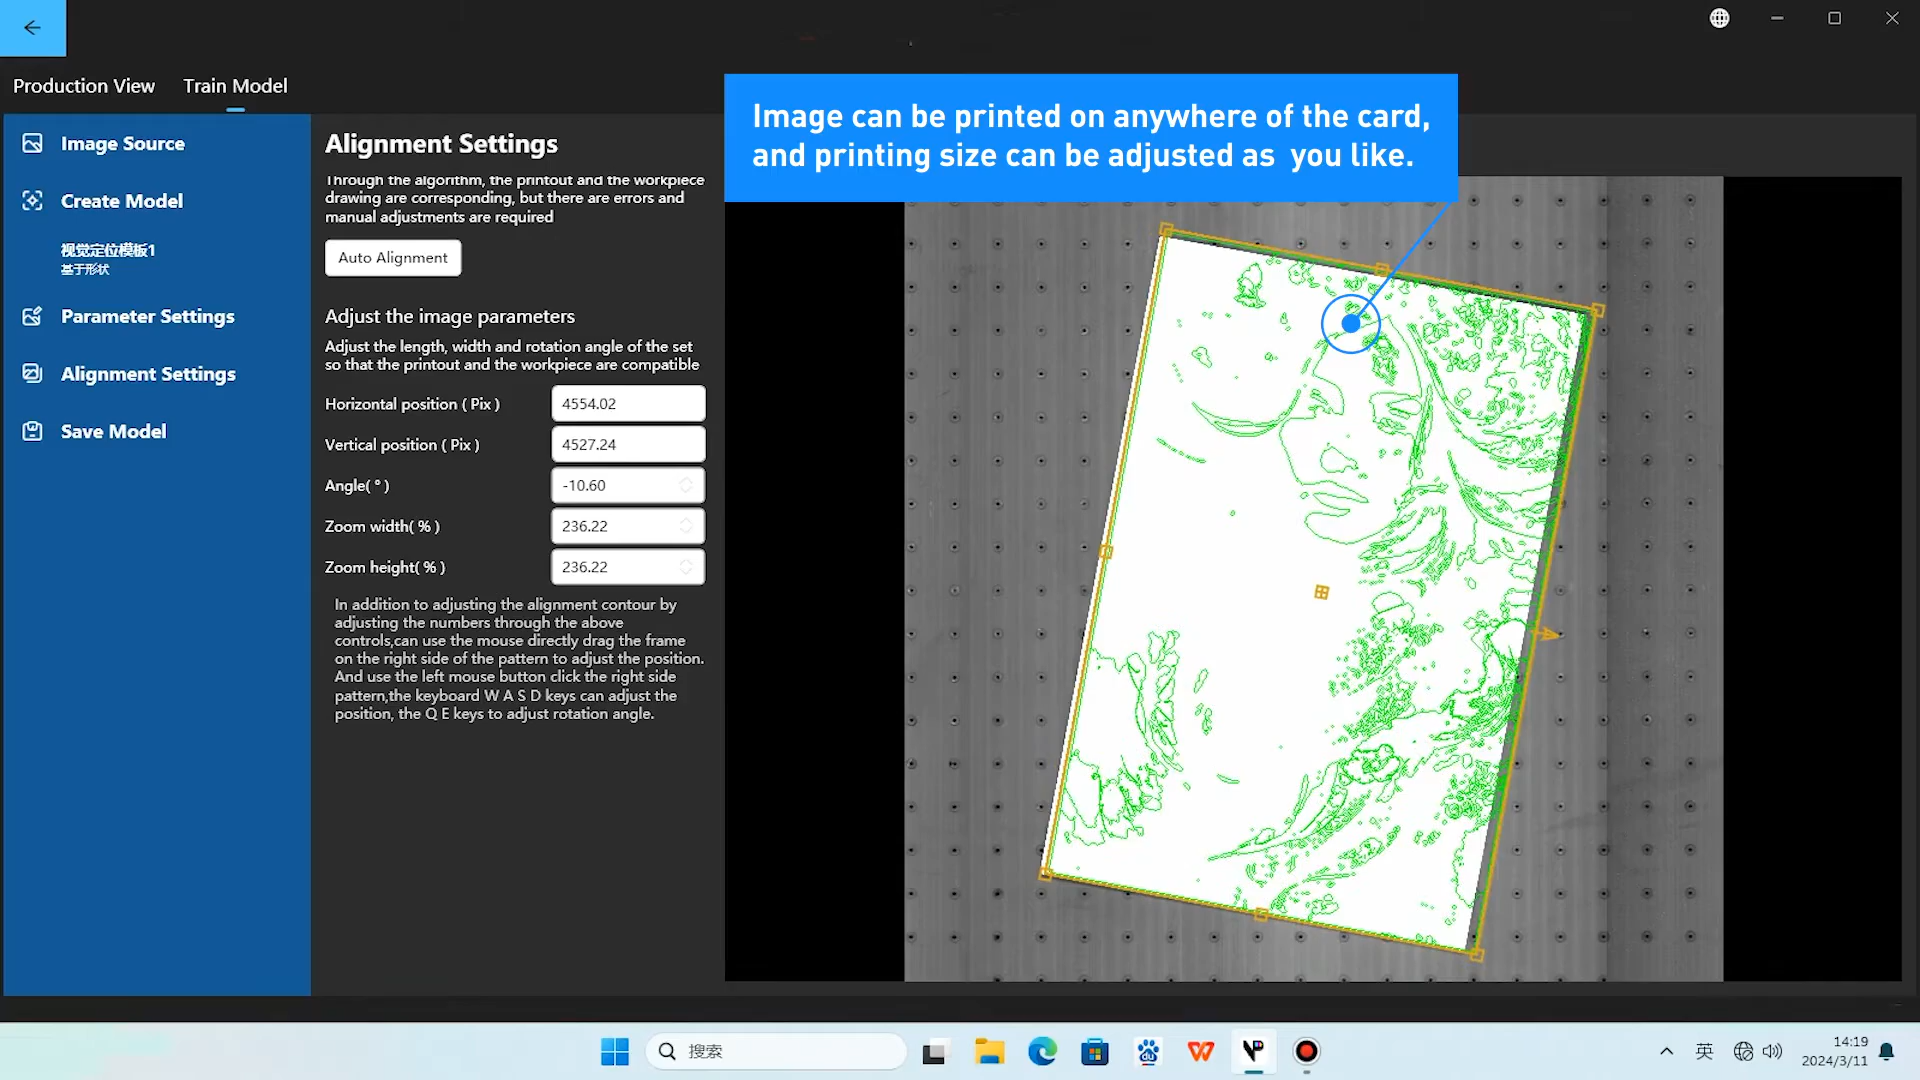 Production View
Train Model
Image can be printed on anywhere of the card,
and printing size can be adjusted as you like.
Image Source
Create Model
视觉定位模板1
基于形状
Parameter Settings
Alignment Settings
Save Model
Alignment Settings
Through the algorithm, the printout and the workpiece
drawing are corresponding, but there are errors and
manual adjustments are required
Auto Alignment
Adjust the image parameters
Adjust the length, width and rotation angle of the set
so that the printout and the workpiece are compatible
Horizontal position ( Pix )
4554.02
Vertical position ( Pix )
4527.24
Angle( ° )
-10.60
Zoom width( % )
236.22
Zoom height( % )
236.22
In addition to adjusting the alignment contour by
adjusting the numbers through the above
controls,can use the mouse directly drag the frame
on the right side of the pattern to adjust the position.
And use the left mouse button click the right side
pattern,the keyboard W A S D keys can adjust the
position, the Q E keys to adjust rotation angle.
搜索
du
英
14:19
2024/3/11